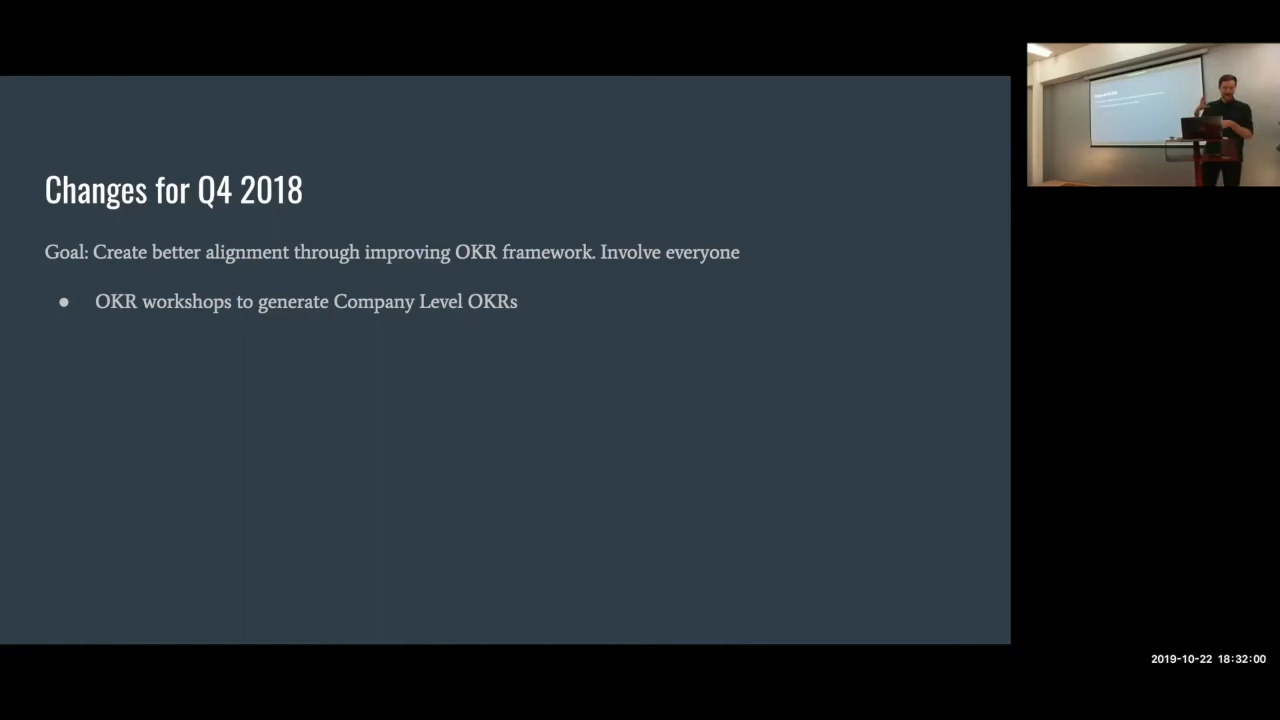 Changes for Q4 2018
Goal: Create better alignment through improving OKR framework. Involve everyone
● OKR workshops to generate Company Level OKRs
2019-10-22 18:32:00